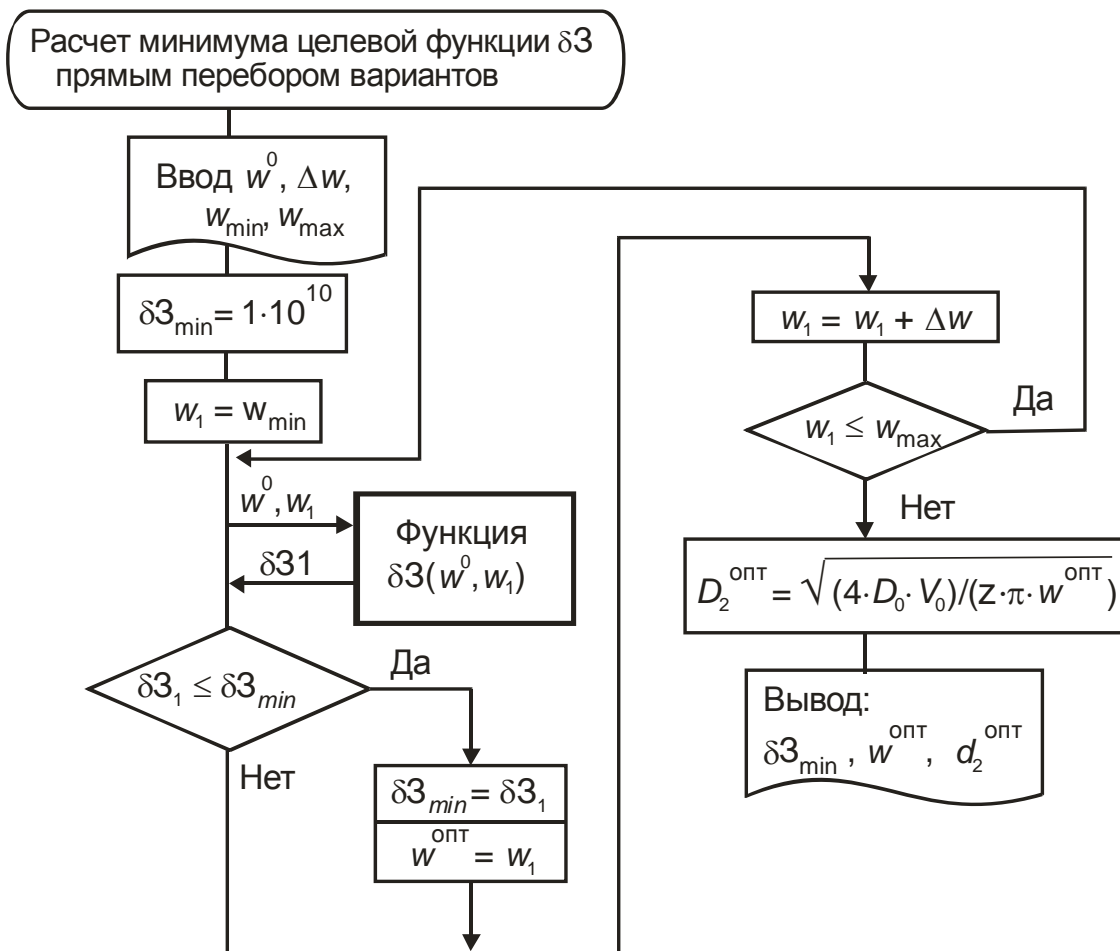 Расчет минимума целевой функции δЗ
прямым перебором вариантов
Ввод w⁰, Δw,
w_min, w_max
δЗ_min = 1·10¹⁰
w₁ = w_min
w⁰, w₁
δЗ1
Функция
δЗ(w⁰, w₁)
δЗ₁ ≤ δЗ_min
Да
Нет
δЗ_min = δЗ₁
w^опт = w₁
w₁ = w₁ + Δw
w₁ ≤ w_max
Да
Нет
D₂^опт = √(4·D₀·V₀)/(z·π·w^опт)
Вывод:
δЗ_min , w^опт, d₂^опт